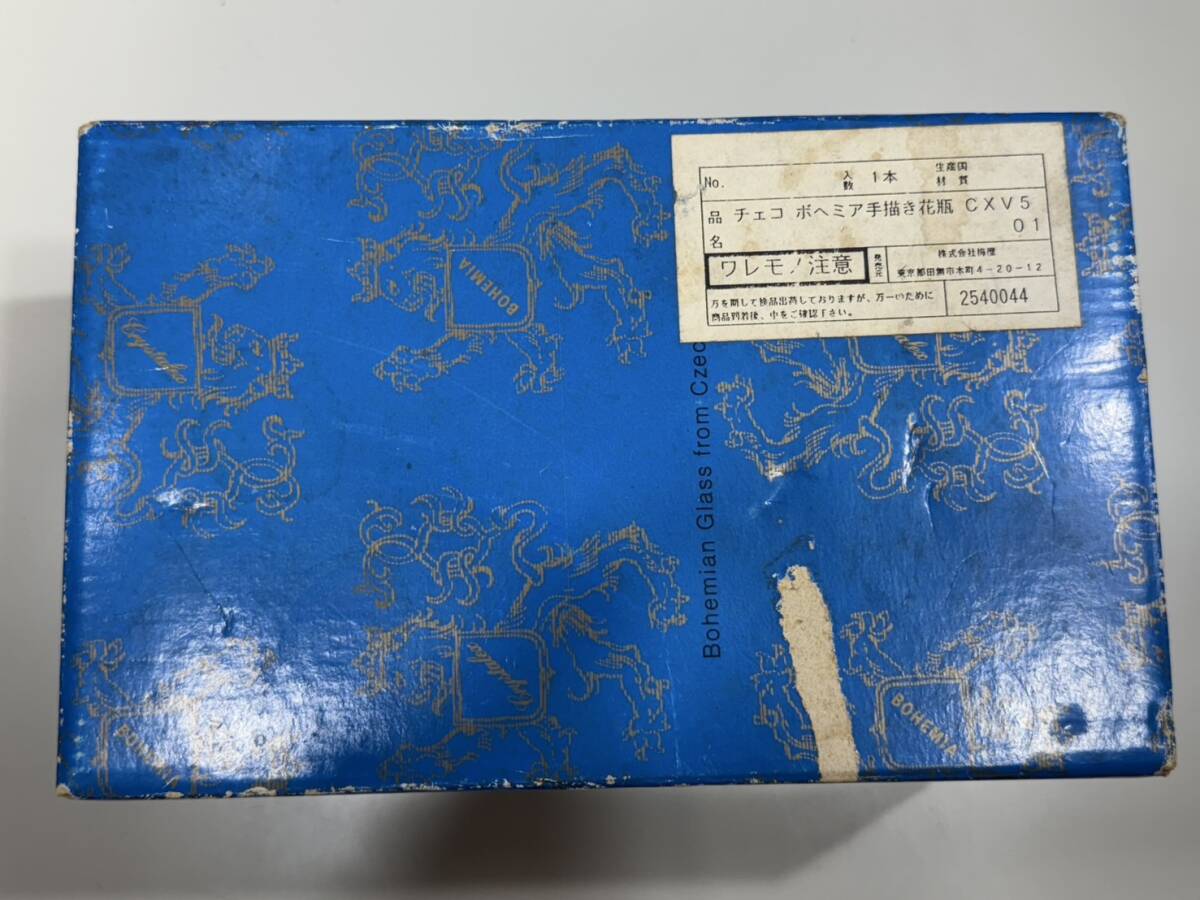 No.
入数 1本
生産国
材質
品名 チェコ ボヘミア手描き花瓶 CXV5
01
ワレモノ注意
発売元
株式会社梅屋
東京都田無市本町4-20-12
万を期して検品出荷しておりますが、万一のために
商品到着後、中をご確認下さい。
2540044
Bohemian Glass from Czec
BOHEMIA
BOHEMIA
BOHEMIA